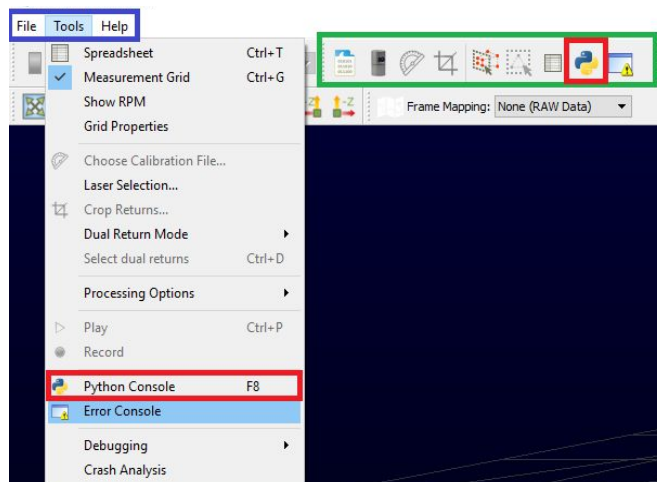 File Tools Help
Spreadsheet Ctrl+T
Measurement Grid Ctrl+G
Show RPM
Grid Properties
Choose Calibration File...
Laser Selection...
Crop Returns...
Dual Return Mode
Select dual returns Ctrl+D
Processing Options
Play Ctrl+P
Record
Python Console F8
Error Console
Debugging
Crash Analysis
-Z
Frame Mapping: None (RAW Data)